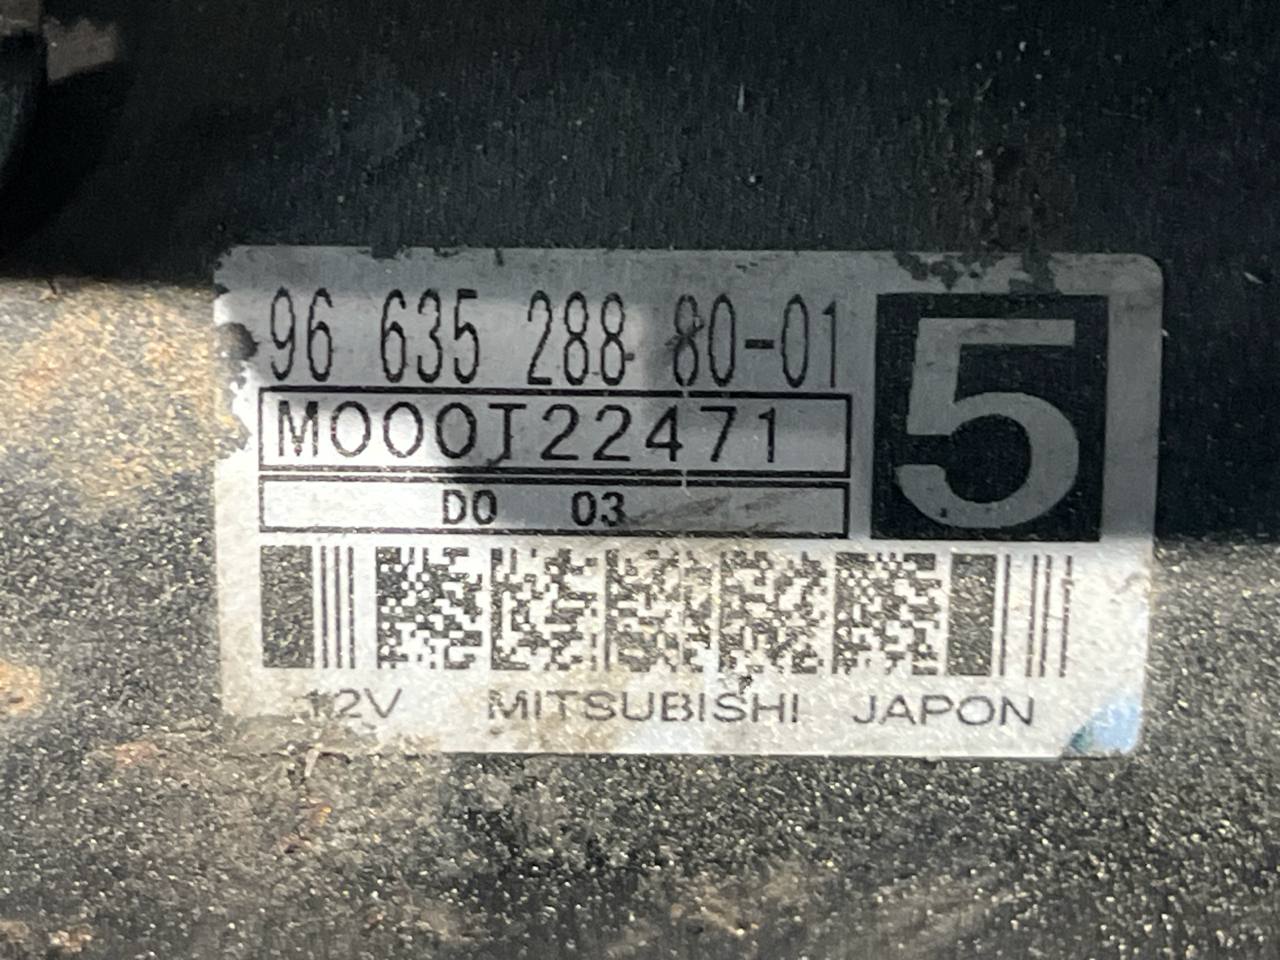 96 635 288 80-01
5
M000T22471
D0 03
12V MITSUBISHI JAPON